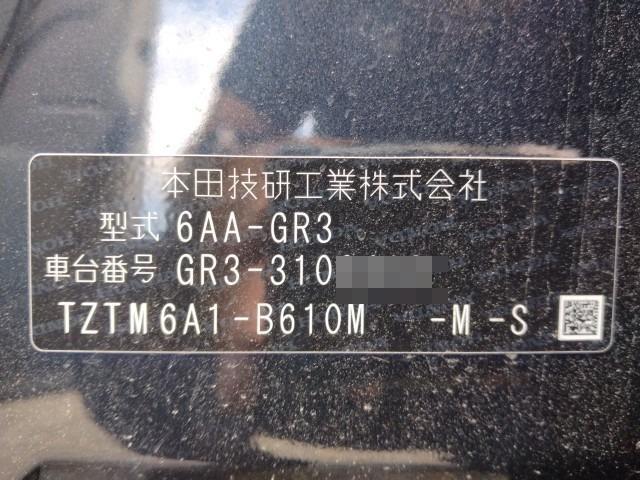 本田技研工業株式会社
型式 6AA-GR3
車台番号 GR3-310
TZTM6A1-B610M -M-S